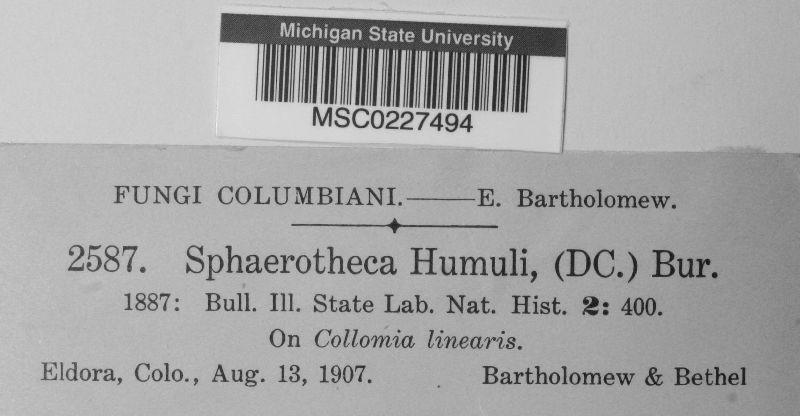 Michigan State University
MSC0227494
FUNGI COLUMBIANI.——E. Bartholomew.
2587. Sphaerotheca Humuli, (DC.) Bur.
1887: Bull. Ill. State Lab. Nat. Hist. 2: 400.
On Collomia linearis.
Eldora, Colo., Aug. 13, 1907. Bartholomew & Bethel